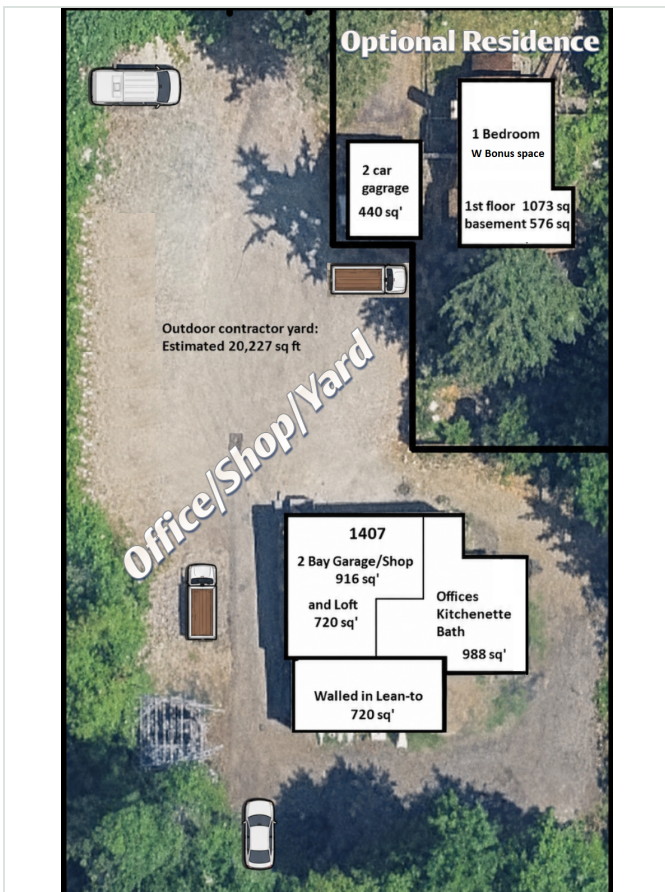 Optional Residence
1 Bedroom
W Bonus space
2 car
gagrage
440 sq'
1st floor 1073 sq
basement 576 sq'
Outdoor contractor yard:
Estimated 20,227 sq ft
Office/Shop/Yard
1407
2 Bay Garage/Shop
916 sq'
and Loft
720 sq'
Offices
Kitchenette
Bath
988 sq'
Walled in Lean-to
720 sq'